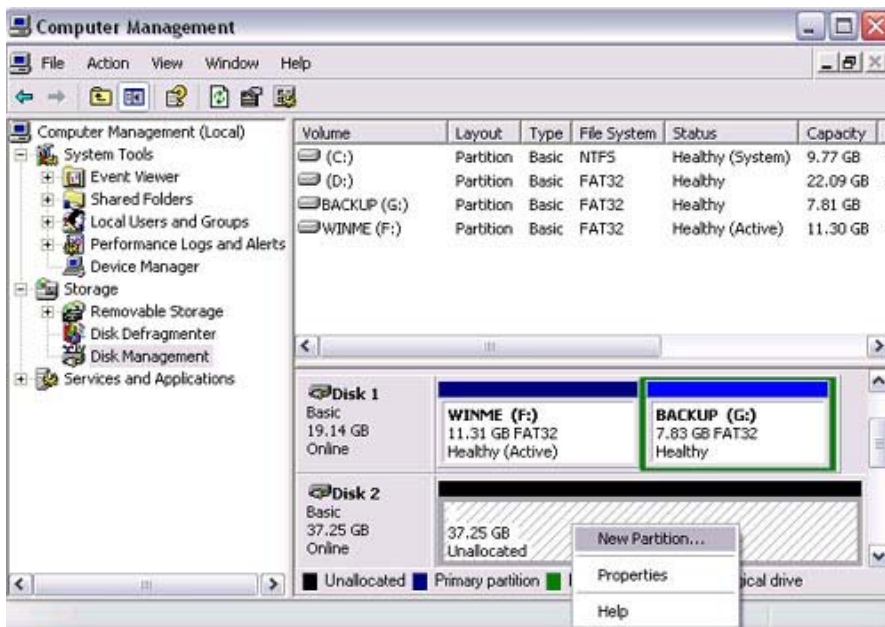 Computer Management
File Action View Window Help
Computer Management (Local)
System Tools
Event Viewer
Shared Folders
Local Users and Groups
Performance Logs and Alerts
Device Manager
Storage
Removable Storage
Disk Defragmenter
Disk Management
Services and Applications
Volume Layout Type File System Status Capacity
(C:) Partition Basic NTFS Healthy (System) 9.77 GB
(D:) Partition Basic FAT32 Healthy 22.09 GB
BACKUP (G:) Partition Basic FAT32 Healthy 7.81 GB
WINME (F:) Partition Basic FAT32 Healthy (Active) 11.30 GB
Disk 1
Basic
19.14 GB
Online
WINME (F:)
11.31 GB FAT32
Healthy (Active)
BACKUP (G:)
7.83 GB FAT32
Healthy
Disk 2
Basic
37.25 GB
Online
37.25 GB
Unallocated
New Partition...
Properties
Help
Unallocated Primary partition ical drive